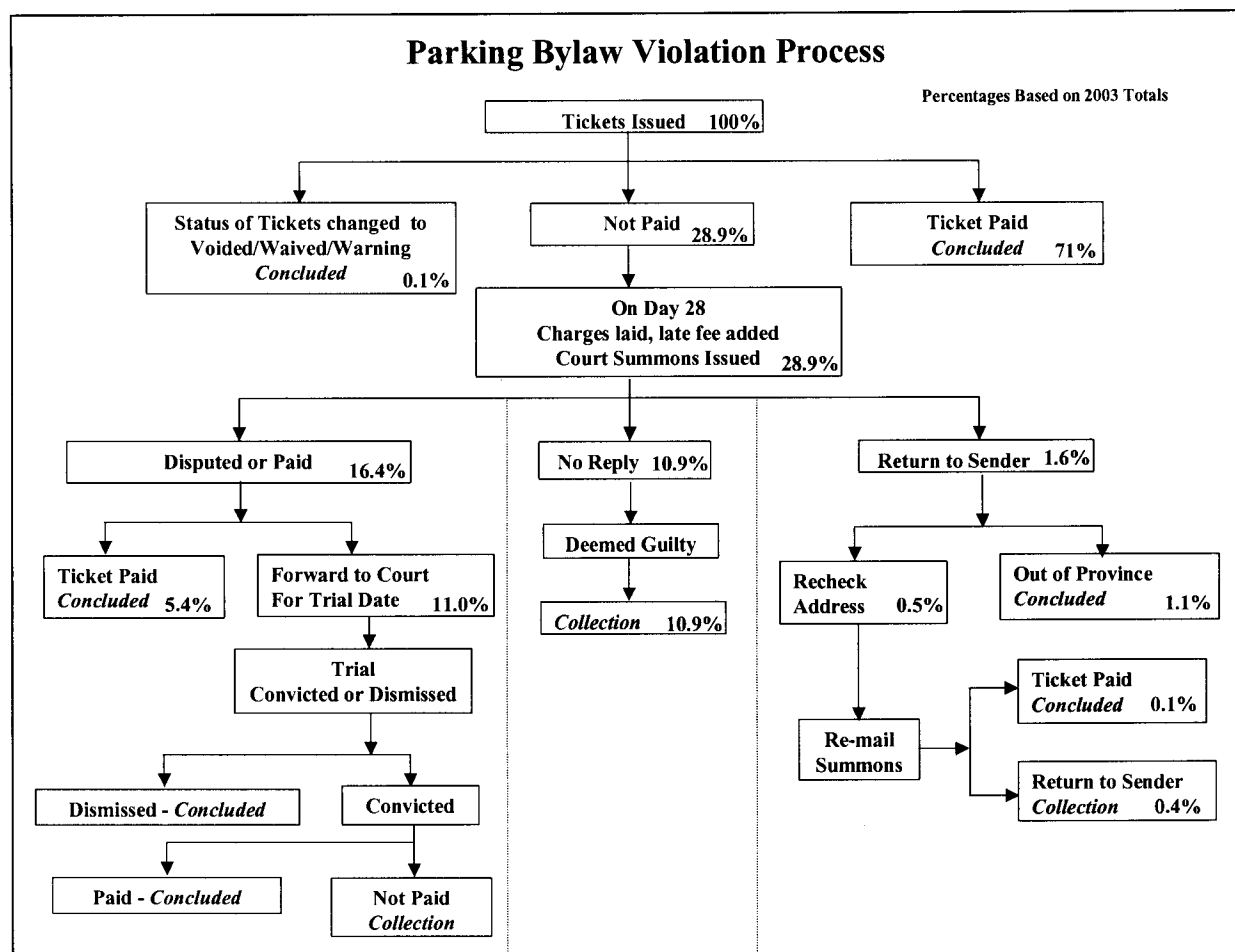 Parking Bylaw Violation Process
Percentages Based on 2003 Totals
Tickets Issued 100%
Status of Tickets changed to
Voided/Waived/Warning
Concluded
0.1%
Not Paid
28.9%
Ticket Paid
Concluded 71%
On Day 28
Charges laid, late fee added
Court Summons Issued 28.9%
Disputed or Paid
16.4%
No Reply 10.9%
Return to Sender 1.6%
Ticket Paid
Concluded 5.4%
Forward to Court
For Trial Date 11.0%
Deemed Guilty
Collection 10.9%
Recheck
Address 0.5%
Out of Province
Concluded 1.1%
Trial
Convicted or Dismissed
Dismissed - Concluded
Convicted
Paid - Concluded
Not Paid
Collection
Re-mail
Summons
Ticket Paid
Concluded 0.1%
Return to Sender
Collection 0.4%